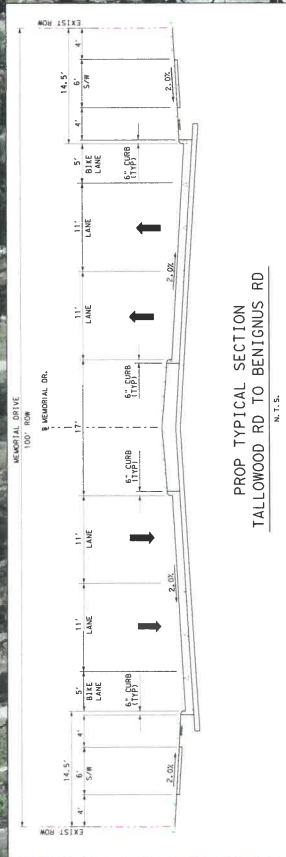 MEMORIAL DRIVE
100' ROW
EXIST ROW
EXIST ROW
14.5'
14.5'
4'
6'
4'
5'
11'
11'
17'
11'
11'
5'
4'
6'
4'
S/W
BIKE
LANE
LANE
LANE
LANE
LANE
BIKE
LANE
S/W
℄ MEMORIAL DR.
6" CURB
(TYP)
6" CURB
(TYP)
6" CURB
(TYP)
6" CURB
(TYP)
2.0%
2.0%
2.0%
2.0%
PROP TYPICAL SECTION
TALLOWOOD RD TO BENIGNUS RD
N.T.S.